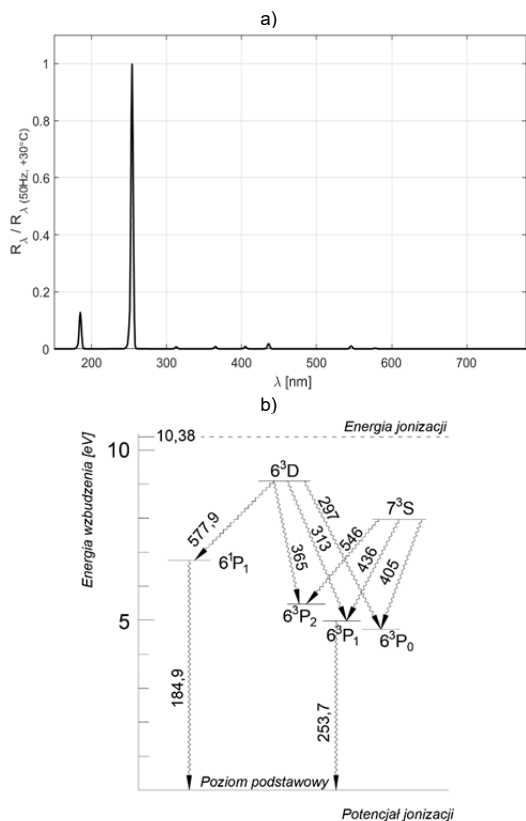 a)
R_λ / R_λ (50Hz, +30°C)
1
0.8
0.6
0.4
0.2
0
200 300 400 500 600 700
λ [nm]
b)
Energia wzbudzenia [eV]
10
10,38
Energia jonizacji
6³D
7³S
577,9
297
313
365
546
436
405
6¹P₁
6³P₂
6³P₁
6³P₀
5
184,9
253,7
Poziom podstawowy
Potencjał jonizacji